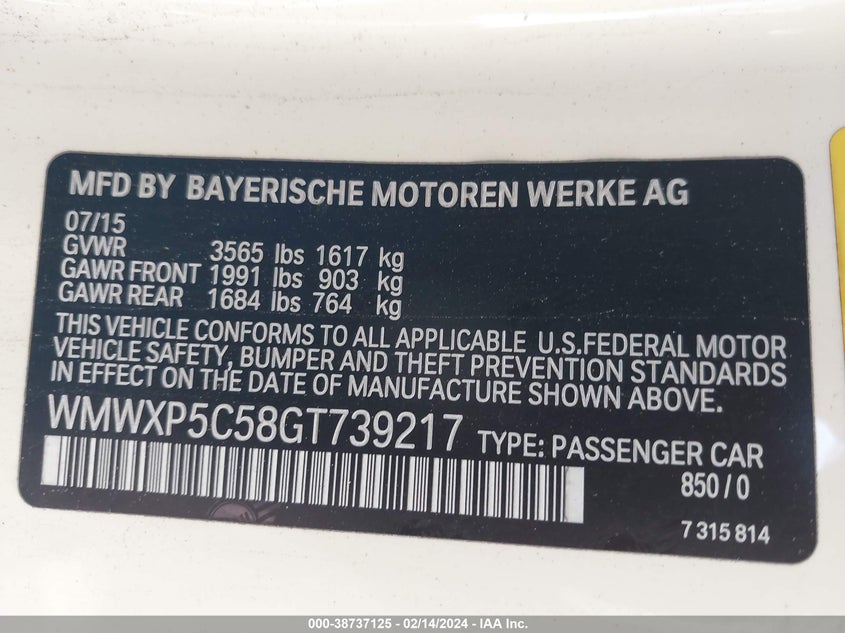 MFD BY BAYERISCHE MOTOREN WERKE AG
07/15
GVWR 3565 lbs 1617 kg
GAWR FRONT 1991 lbs 903 kg
GAWR REAR 1684 lbs 764 kg
THIS VEHICLE CONFORMS TO ALL APPLICABLE U.S.FEDERAL MOTOR
VEHICLE SAFETY, BUMPER AND THEFT PREVENTION STANDARDS
IN EFFECT ON THE DATE OF MANUFACTURE SHOWN ABOVE.
WMWXP5C58GT739217 TYPE: PASSENGER CAR
850/0
7 315 814
000-38737125 - 02/14/2024 - IAA Inc.